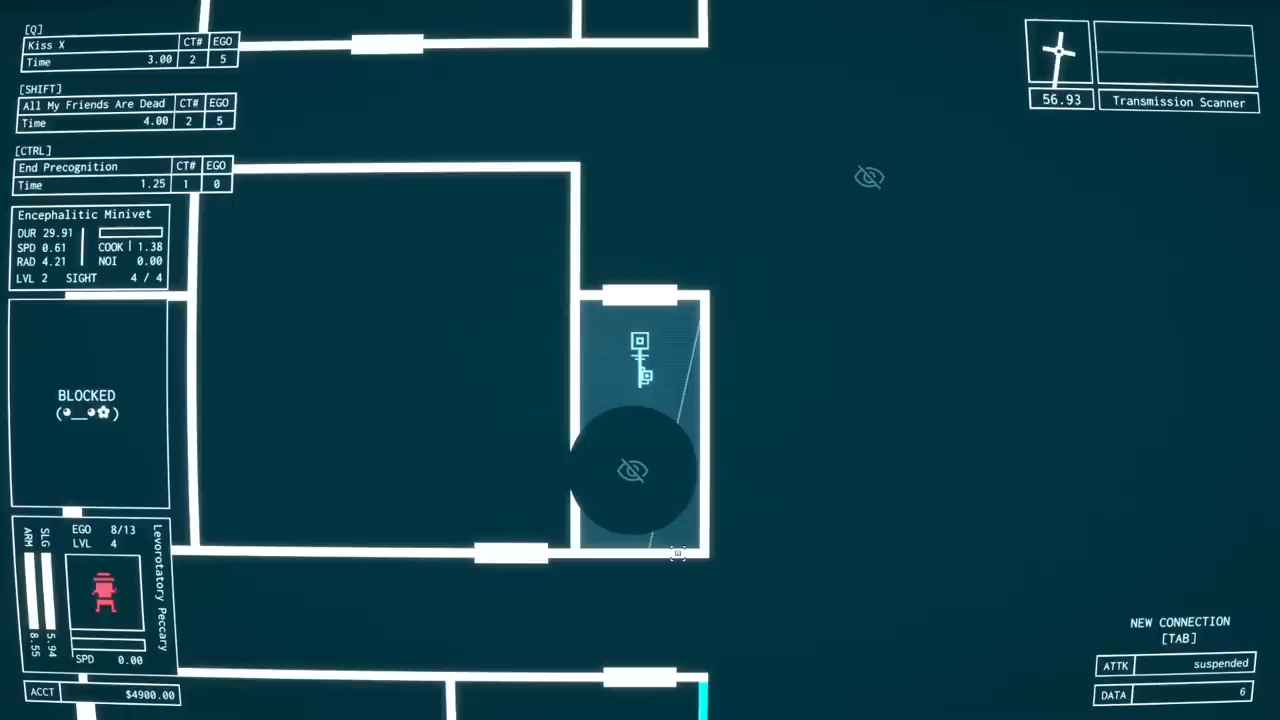 [Q]
Kiss X CT# EGO
Time 3.00 2 5
[SHIFT]
All My Friends Are Dead CT# EGO
Time 4.00 2 5
[CTRL]
End Precognition CT# EGO
Time 1.25 1 0
Encephalitic Minivet
DUR 29.91
SPD 0.61 COOK 1.38
RAD 4.21 NOI 0.00
LVL 2 SIGHT 4 / 4
BLOCKED
ARM SLG EGO 8/13
LVL 4
Levorotatory Peccary
8.55 5.94
SPD 0.00
ACCT $4900.00
56.93 Transmission Scanner
NEW CONNECTION
[TAB]
ATTK suspended
DATA 6